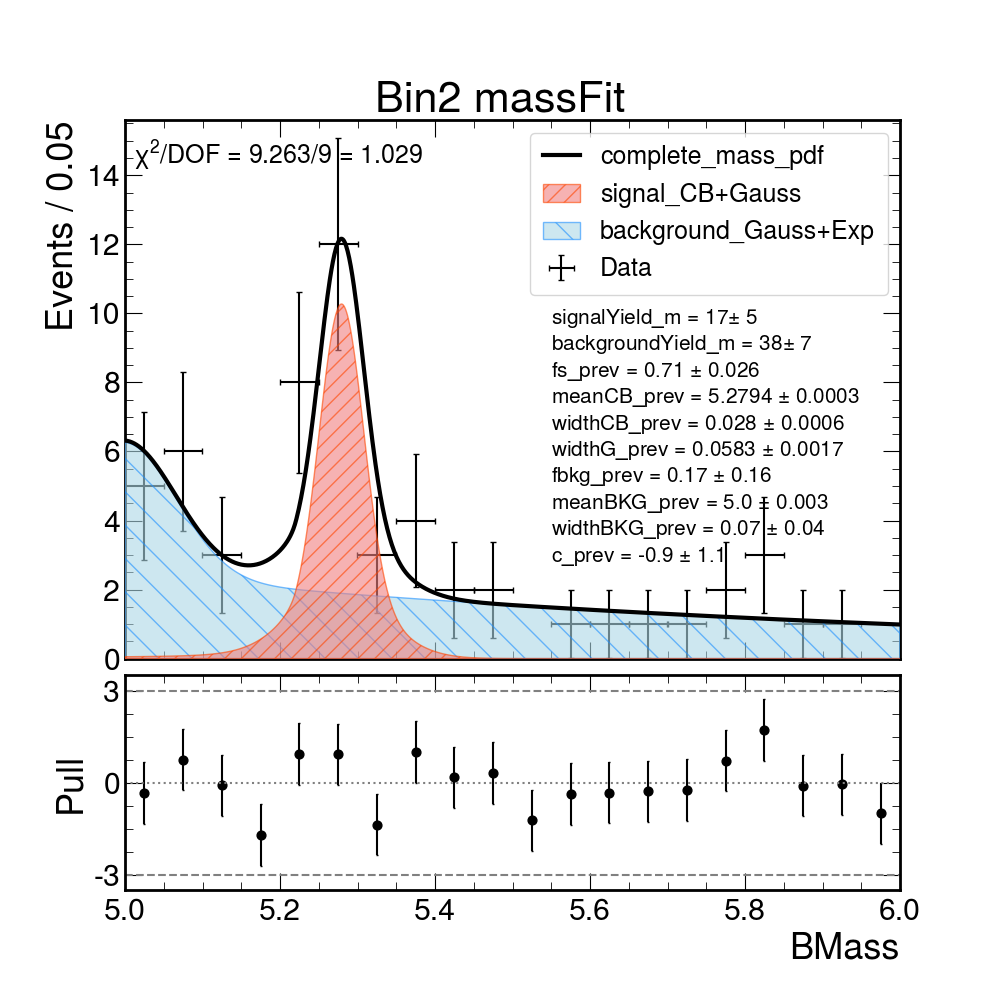 Bin2 massFit
χ²/DOF = 9.263/9 = 1.029
Events / 0.05
complete_mass_pdf
signal_CB+Gauss
background_Gauss+Exp
Data
signalYield_m = 17± 5
backgroundYield_m = 38± 7
fs_prev = 0.71 ± 0.026
meanCB_prev = 5.2794 ± 0.0003
widthCB_prev = 0.028 ± 0.0006
widthG_prev = 0.0583 ± 0.0017
fbkg_prev = 0.17 ± 0.16
meanBKG_prev = 5.0 ± 0.003
widthBKG_prev = 0.07 ± 0.04
c_prev = -0.9 ± 1.1
14
12
10
8
6
4
2
0
Pull
3
0
-3
5.0 5.2 5.4 5.6 5.8 6.0
BMass